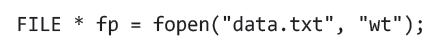 FILE * fp = fopen("data.txt", "wt");